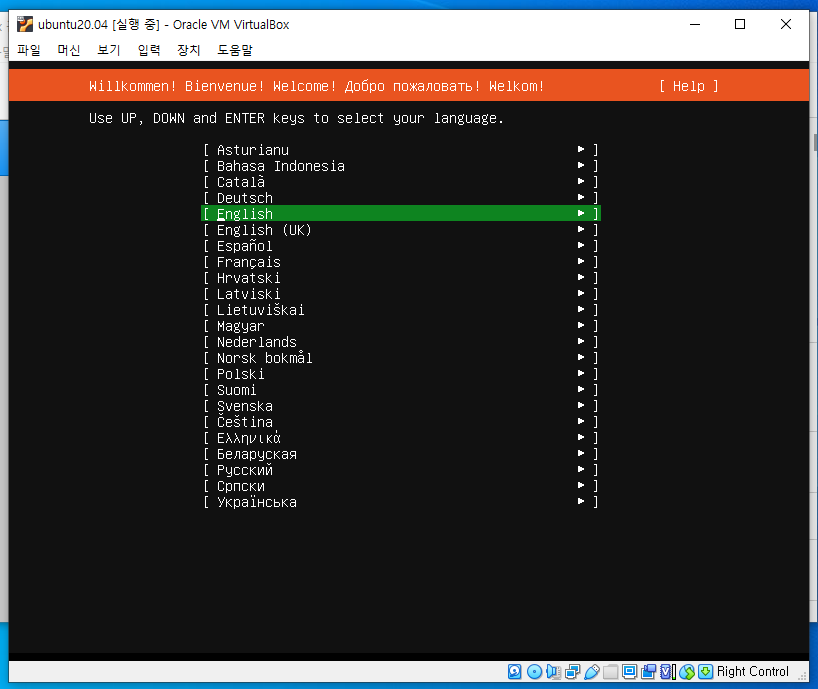 ubuntu20.04 [실행 중] - Oracle VM VirtualBox
파일 머신 보기 입력 장치 도움말
Willkommen! Bienvenue! Welcome! Добро пожаловать! Welkom! [ Help ]
Use UP, DOWN and ENTER keys to select your language.
[ Asturianu ► ]
[ Bahasa Indonesia ► ]
[ Català ► ]
[ Deutsch ► ]
[ English ► ]
[ English (UK) ► ]
[ Español ► ]
[ Français ► ]
[ Hrvatski ► ]
[ Latviski ► ]
[ Lietuviškai ► ]
[ Magyar ► ]
[ Nederlands ► ]
[ Norsk bokmål ► ]
[ Polski ► ]
[ Suomi ► ]
[ Svenska ► ]
[ Čeština ► ]
[ Ελληνικά ► ]
[ Беларуская ► ]
[ Русский ► ]
[ Српски ► ]
[ Українська ► ]
Right Control